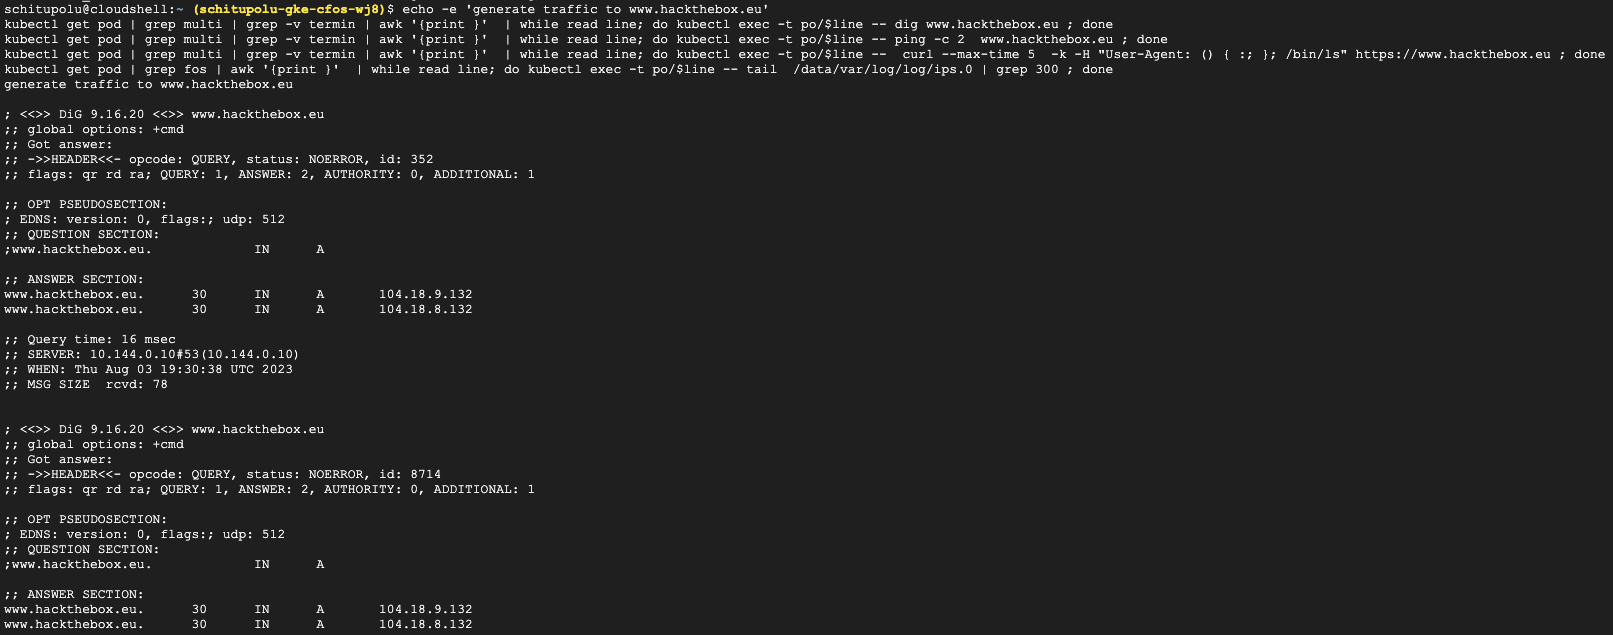 schitupolu@cloudshell:~ (schitupolu-gke-cfos-wj8)$ echo -e 'generate traffic to www.hackthebox.eu'
kubectl get pod | grep multi | grep -v termin | awk '{print }'  | while read line; do kubectl exec -t po/$line -- dig www.hackthebox.eu ; done
kubectl get pod | grep multi | grep -v termin | awk '{print }'  | while read line; do kubectl exec -t po/$line -- ping -c 2  www.hackthebox.eu ; done
kubectl get pod | grep multi | grep -v termin | awk '{print }'  | while read line; do kubectl exec -t po/$line --  curl --max-time 5  -k -H "User-Agent: () { :; }; /bin/ls" https://www.hackthebox.eu ; done
kubectl get pod | grep fos | awk '{print }'  | while read line; do kubectl exec -t po/$line -- tail  /data/var/log/log/ips.0 | grep 300 ; done
generate traffic to www.hackthebox.eu

; <<>> DiG 9.16.20 <<>> www.hackthebox.eu
;; global options: +cmd
;; Got answer:
;; ->>HEADER<<- opcode: QUERY, status: NOERROR, id: 352
;; flags: qr rd ra; QUERY: 1, ANSWER: 2, AUTHORITY: 0, ADDITIONAL: 1

;; OPT PSEUDOSECTION:
; EDNS: version: 0, flags:; udp: 512
;; QUESTION SECTION:
;www.hackthebox.eu.             IN      A

;; ANSWER SECTION:
www.hackthebox.eu.      30      IN      A       104.18.9.132
www.hackthebox.eu.      30      IN      A       104.18.8.132

;; Query time: 16 msec
;; SERVER: 10.144.0.10#53(10.144.0.10)
;; WHEN: Thu Aug 03 19:30:38 UTC 2023
;; MSG SIZE  rcvd: 78


; <<>> DiG 9.16.20 <<>> www.hackthebox.eu
;; global options: +cmd
;; Got answer:
;; ->>HEADER<<- opcode: QUERY, status: NOERROR, id: 8714
;; flags: qr rd ra; QUERY: 1, ANSWER: 2, AUTHORITY: 0, ADDITIONAL: 1

;; OPT PSEUDOSECTION:
; EDNS: version: 0, flags:; udp: 512
;; QUESTION SECTION:
;www.hackthebox.eu.             IN      A

;; ANSWER SECTION:
www.hackthebox.eu.      30      IN      A       104.18.9.132
www.hackthebox.eu.      30      IN      A       104.18.8.132